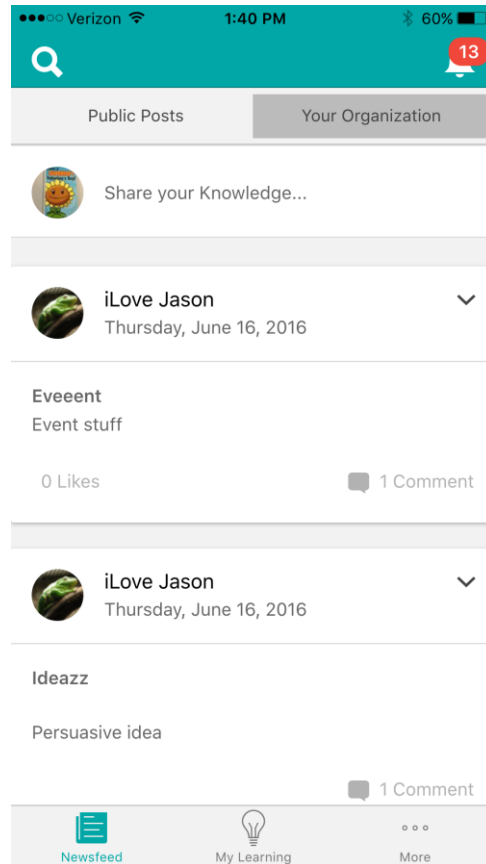 Verizon 1:40 PM 60%
13
Public Posts Your Organization
Share your Knowledge...
iLove Jason
Thursday, June 16, 2016
Eveeent
Event stuff
0 Likes 1 Comment
iLove Jason
Thursday, June 16, 2016
Ideazz
Persuasive idea
1 Comment
Newsfeed My Learning More